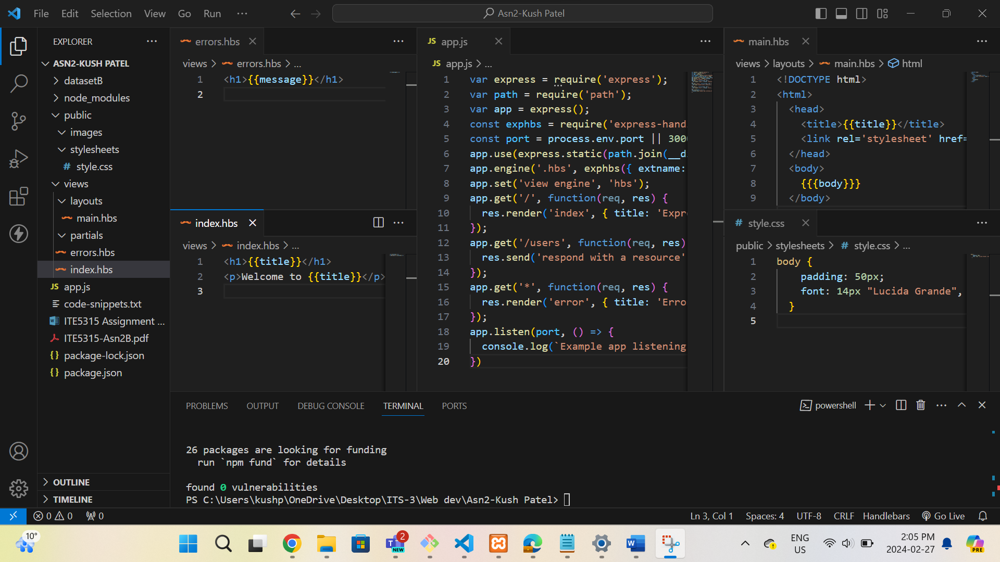 File Edit Selection View Go Run ···
Asn2-Kush Patel
EXPLORER
ASN2-KUSH PATEL
datasetB
node_modules
public
images
stylesheets
# style.css
views
layouts
main.hbs
partials
errors.hbs
index.hbs
JS app.js
code-snippets.txt
ITE5315 Assignment ...
ITE5315-Asn2B.pdf
{} package-lock.json
{} package.json
OUTLINE
TIMELINE
errors.hbs
views > errors.hbs > ...
1 <h1>{{message}}</h1>
2
index.hbs
views > index.hbs > ...
1 <h1>{{title}}</h1>
2 <p>Welcome to {{title}}</p>
3
JS app.js
JS app.js > ...
1 var express = require('express');
2 var path = require('path');
3 var app = express();
4 const exphbs = require('express-hand
5 const port = process.env.port || 300
6 app.use(express.static(path.join(__d
7 app.engine('.hbs', exphbs({ extname:
8 app.set('view engine', 'hbs');
9 app.get('/', function(req, res) {
10 res.render('index', { title: 'Expr
11 });
12 app.get('/users', function(req, res)
13 res.send('respond with a resource'
14 });
15 app.get('*', function(req, res) {
16 res.render('error', { title: 'Erro
17 });
18 app.listen(port, () => {
19 console.log(`Example app listening
20 })
main.hbs
views > layouts > main.hbs > html
1 <!DOCTYPE html>
2 <html>
3 <head>
4 <title>{{title}}</title>
5 <link rel='stylesheet' href=
6 </head>
7 <body>
8 {{{body}}}
9 </body>
# style.css
public > stylesheets > # style.css > ...
1 body {
2 padding: 50px;
3 font: 14px "Lucida Grande",
4 }
5
PROBLEMS OUTPUT DEBUG CONSOLE TERMINAL PORTS
powershell
26 packages are looking for funding
run `npm fund` for details
found 0 vulnerabilities
PS C:\Users\kushp\OneDrive\Desktop\ITS-3\Web dev\Asn2-Kush Patel>
0 0 0
Ln 3, Col 1 Spaces: 4 UTF-8 CRLF Handlebars Go Live
10°
2
NEW
ENG
US
2:05 PM
2024-02-27
PRE